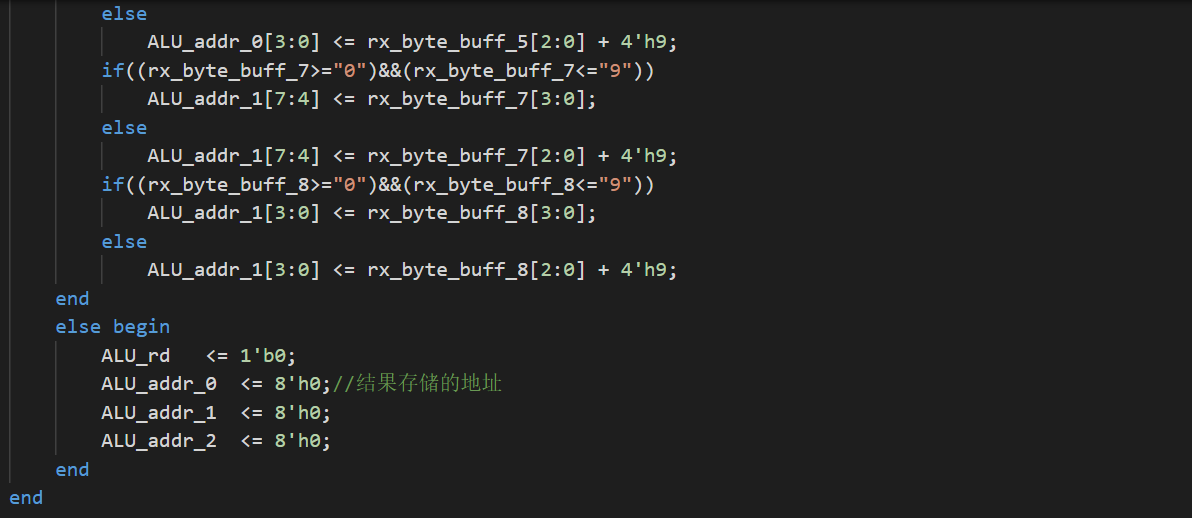 else
ALU_addr_0[3:0] <= rx_byte_buff_5[2:0] + 4'h9;
if((rx_byte_buff_7>="0")&&(rx_byte_buff_7<="9"))
ALU_addr_1[7:4] <= rx_byte_buff_7[3:0];
else
ALU_addr_1[7:4] <= rx_byte_buff_7[2:0] + 4'h9;
if((rx_byte_buff_8>="0")&&(rx_byte_buff_8<="9"))
ALU_addr_1[3:0] <= rx_byte_buff_8[3:0];
else
ALU_addr_1[3:0] <= rx_byte_buff_8[2:0] + 4'h9;
end
else begin
ALU_rd   <= 1'b0;
ALU_addr_0  <= 8'h0;//结果存储的地址
ALU_addr_1  <= 8'h0;
ALU_addr_2  <= 8'h0;
end
end